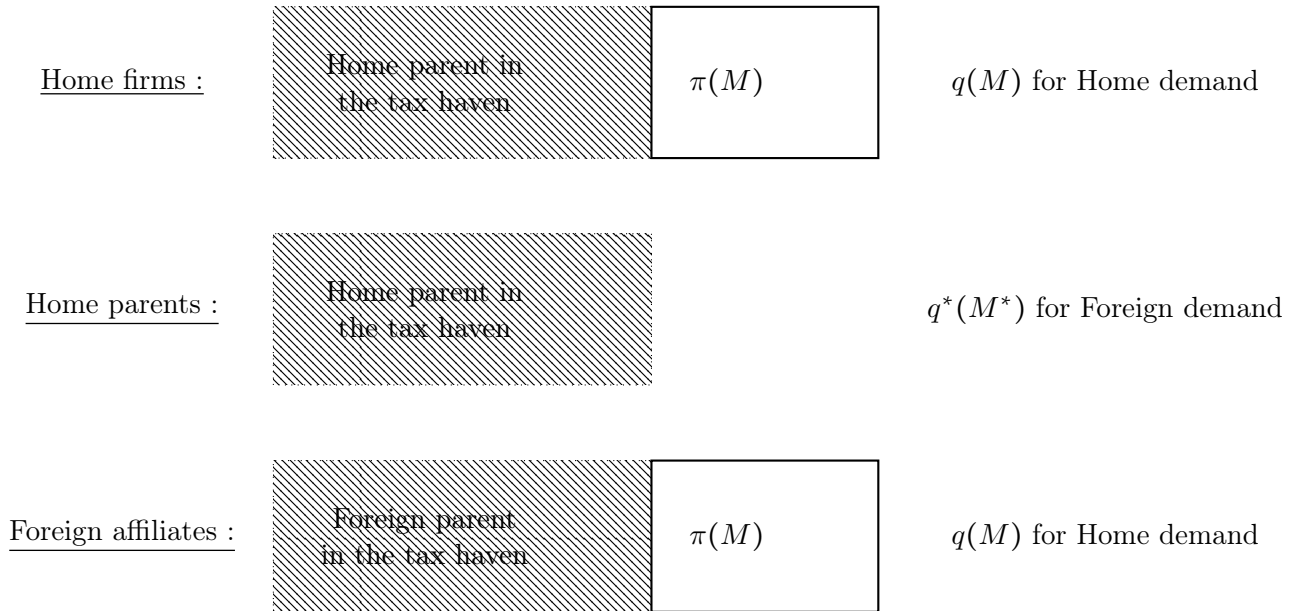 Home firms :
Home parent in
the tax haven
π(M)
q(M) for Home demand
Home parents :
Home parent in
the tax haven
q*(M*) for Foreign demand
Foreign affiliates :
Foreign parent
in the tax haven
π(M)
q(M) for Home demand